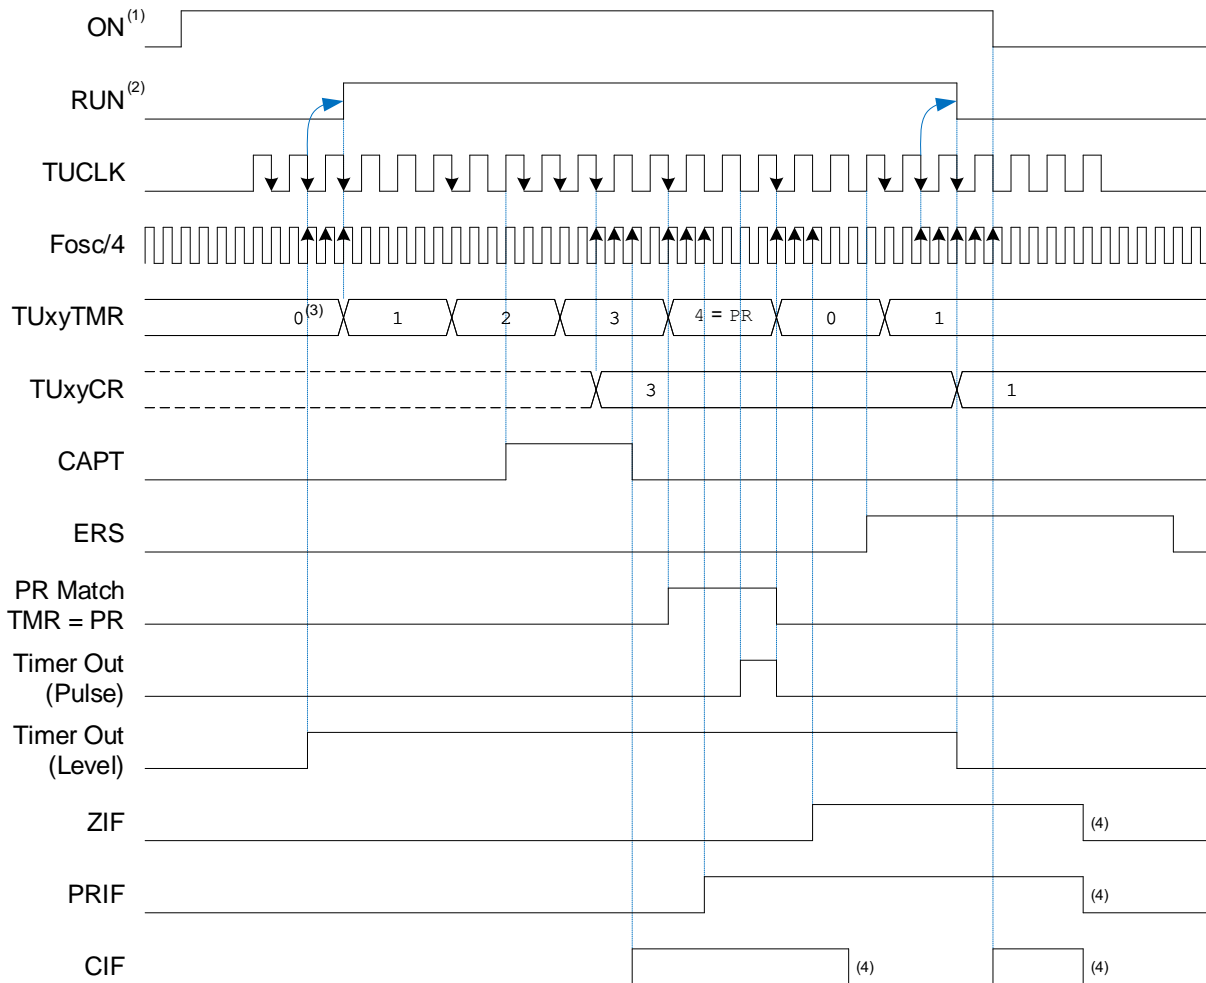 ON(1)
RUN(2)
TUCLK
Fosc/4
TUxyTMR 0(3) 1 2 3 4 = PR 0 1
TUxyCR 3 1
CAPT
ERS
PR Match
TMR = PR
Timer Out
(Pulse)
Timer Out
(Level)
ZIF (4)
PRIF (4)
CIF (4) (4)